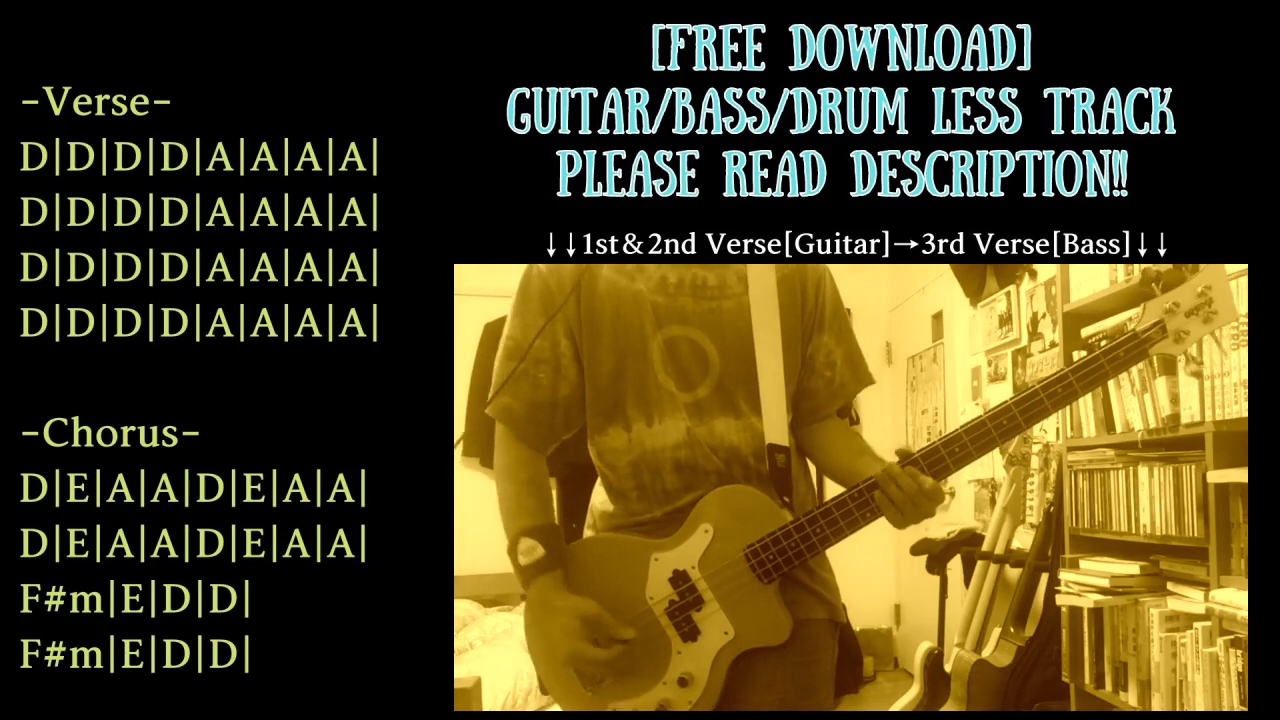 -Verse-
D|D|D|D|A|A|A|A|
D|D|D|D|A|A|A|A|
D|D|D|D|A|A|A|A|
D|D|D|D|A|A|A|A|
-Chorus-
D|E|A|A|D|E|A|A|
D|E|A|A|D|E|A|A|
F#m|E|D|D|
F#m|E|D|D|
[FREE DOWNLOAD]
GUITAR/BASS/DRUM LESS TRACK
PLEASE READ DESCRIPTION!!
↓↓1st&2nd Verse[Guitar]→3rd Verse[Bass]↓↓